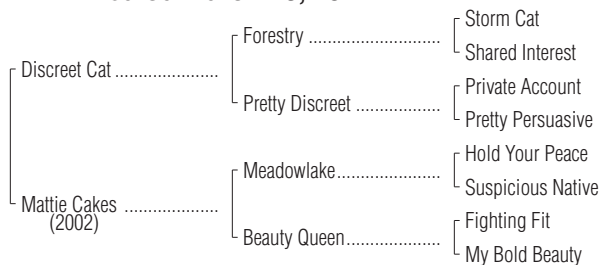 Storm Cat
Forestry
Shared Interest
Discreet Cat
Private Account
Pretty Discreet
Pretty Persuasive
Hold Your Peace
Meadowlake
Suspicious Native
Mattie Cakes
(2002)
Fighting Fit
Beauty Queen
My Bold Beauty